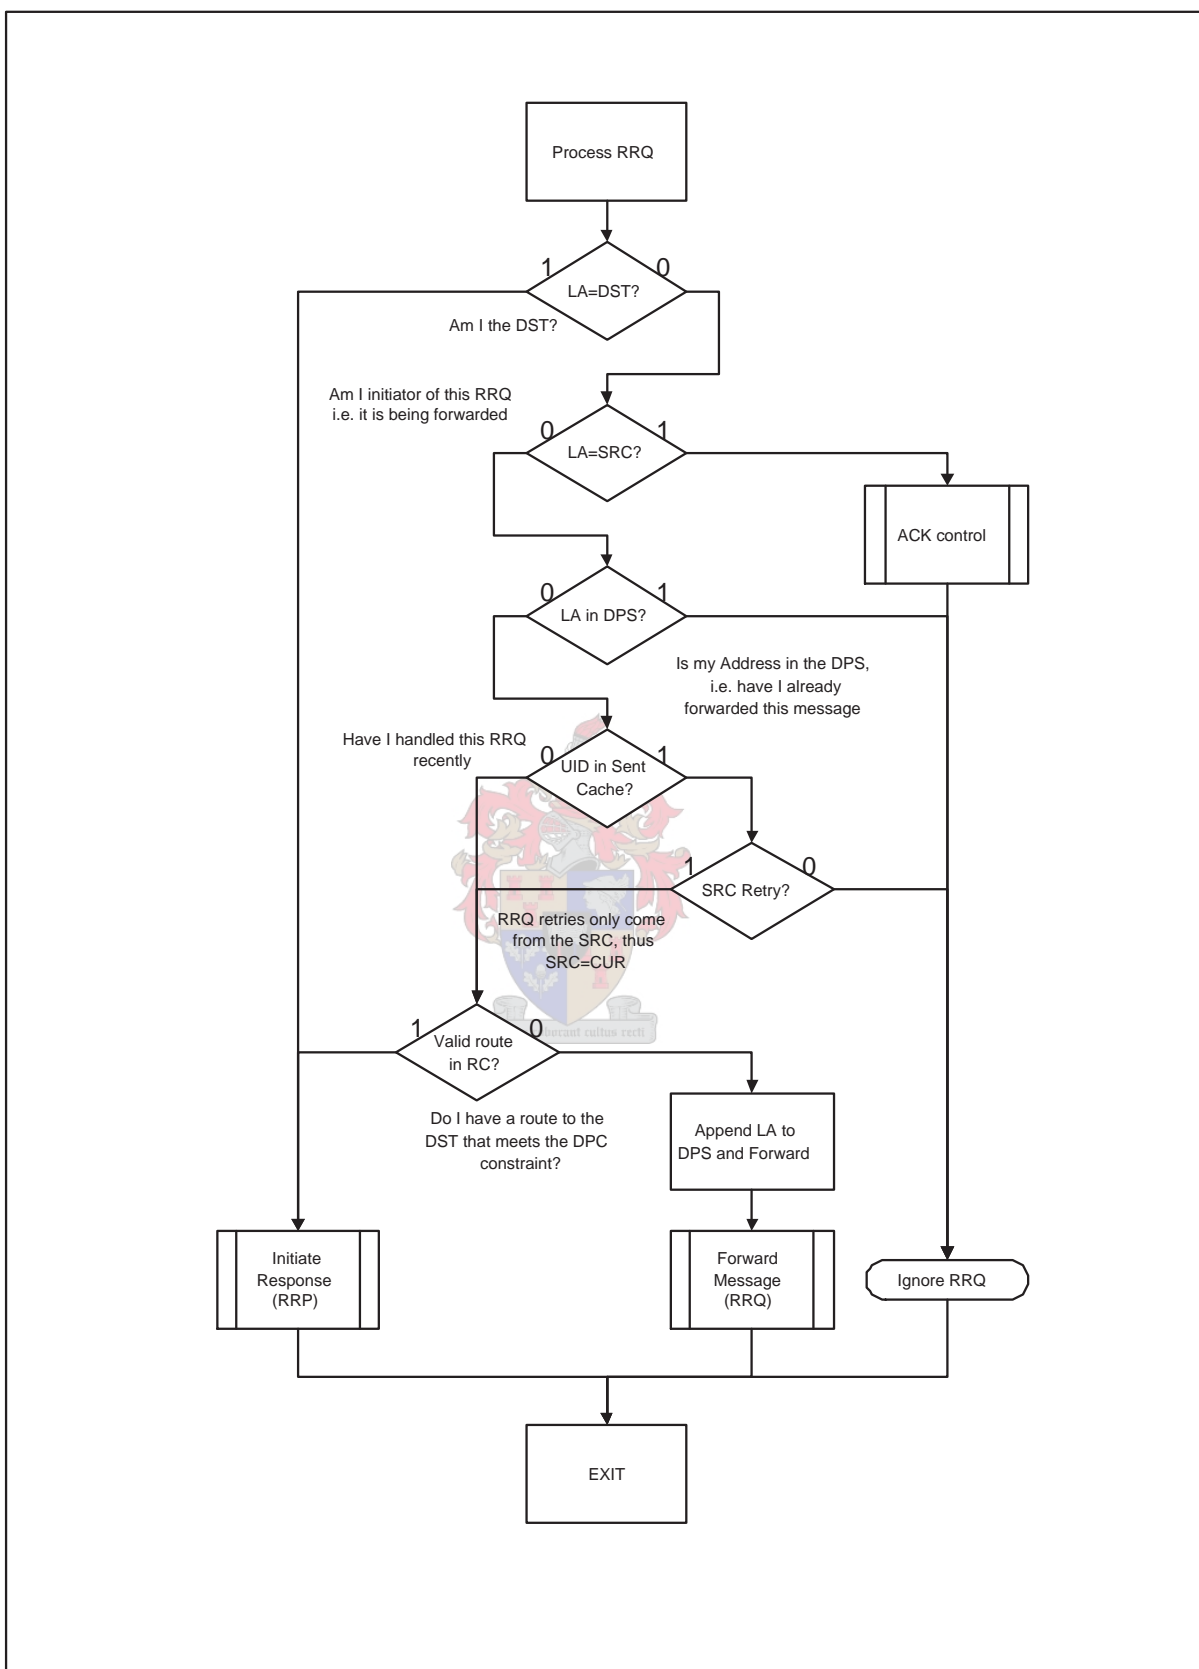 Process RRQ
1
0
LA=DST?
Am I the DST?
Am I initiator of this RRQ
i.e. it is being forwarded
0
1
LA=SRC?
ACK control
0
1
LA in DPS?
Is my Address in the DPS,
i.e. have I already
forwarded this message
Have I handled this RRQ
recently
0
1
UID in Sent
Cache?
1
0
SRC Retry?
RRQ retries only come
from the SRC, thus
SRC=CUR
1
0
cultus recti
Valid route
in RC?
Do I have a route to the
DST that meets the DPC
constraint?
Append LA to
DPS and Forward
Initiate
Response
(RRP)
Forward
Message
(RRQ)
Ignore RRQ
EXIT